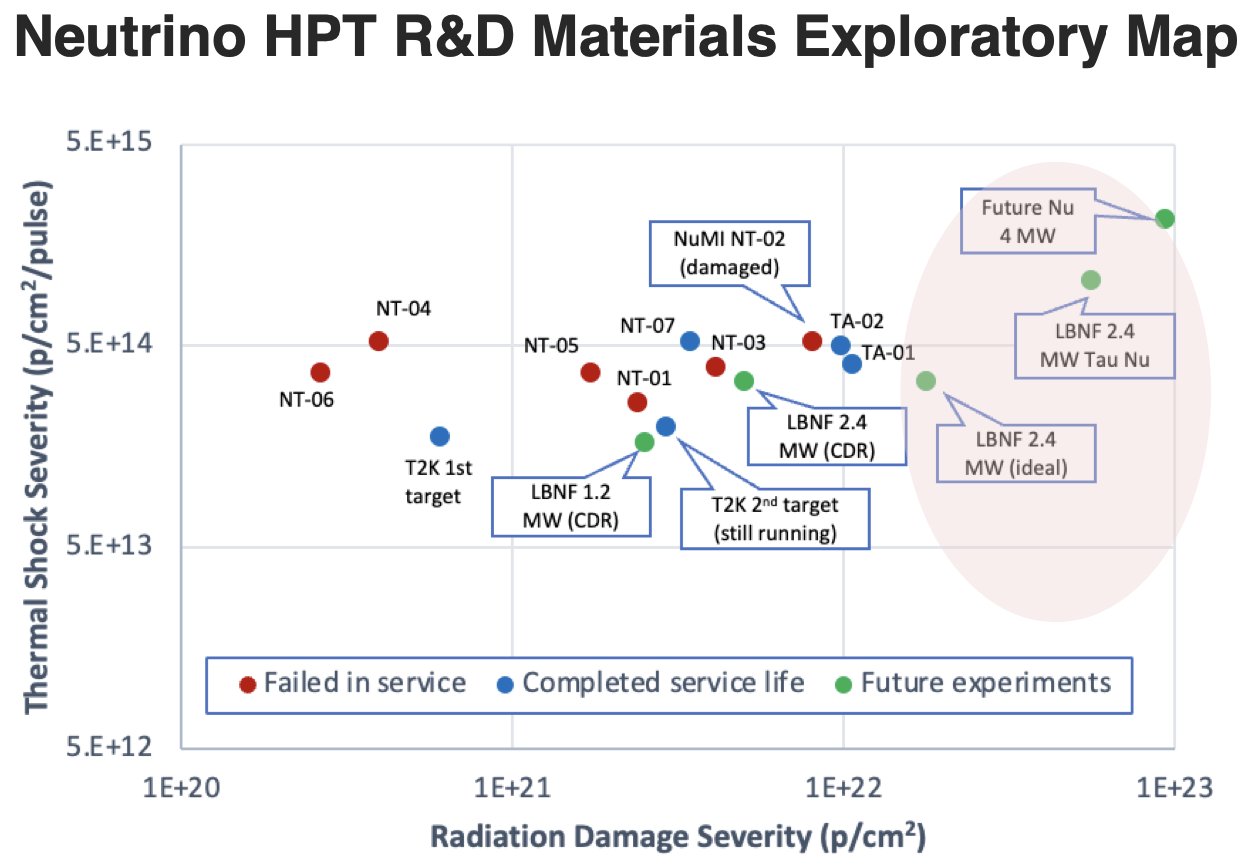 Neutrino HPT R&D Materials Exploratory Map
5.E+15
5.E+14
5.E+13
5.E+12
Thermal Shock Severity (p/cm²/pulse)
Future Nu
4 MW
NuMI NT-02
(damaged)
NT-04
TA-02
NT-07
NT-03
LBNF 2.4
MW Tau Nu
NT-05
TA-01
NT-01
NT-06
LBNF 2.4
MW (CDR)
LBNF 2.4
MW (ideal)
T2K 1st
target
LBNF 1.2
MW (CDR)
T2K 2ⁿᵈ target
(still running)
Failed in service
Completed service life
Future experiments
1E+20
1E+21
1E+22
1E+23
Radiation Damage Severity (p/cm²)